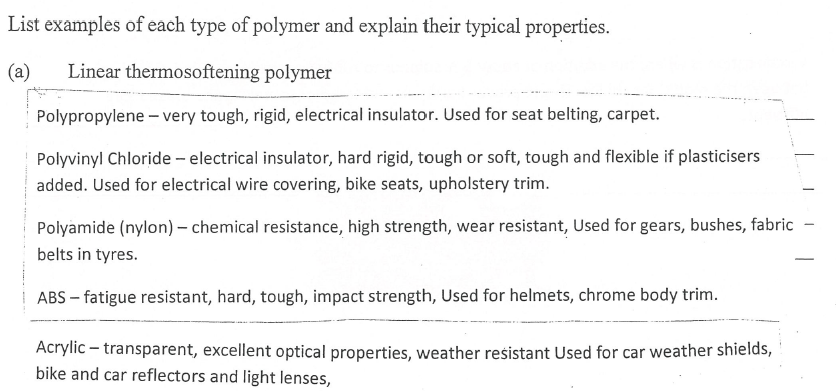 List examples of each type of polymer and explain their typical properties.
(a) Linear thermosoftening polymer
Polypropylene – very tough, rigid, electrical insulator. Used for seat belting, carpet.
Polyvinyl Chloride – electrical insulator, hard rigid, tough or soft, tough and flexible if plasticisers
added. Used for electrical wire covering, bike seats, upholstery trim.
Polyamide (nylon) – chemical resistance, high strength, wear resistant, Used for gears, bushes, fabric
belts in tyres.
ABS – fatigue resistant, hard, tough, impact strength, Used for helmets, chrome body trim.
Acrylic – transparent, excellent optical properties, weather resistant Used for car weather shields,
bike and car reflectors and light lenses,